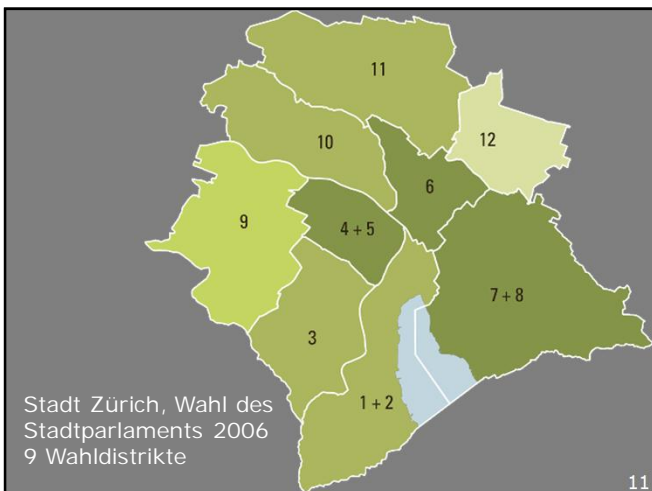 11
12
10
6
9
4 + 5
7 + 8
3
1 + 2
Stadt Zürich, Wahl des
Stadtparlaments 2006
9 Wahldistrikte
11